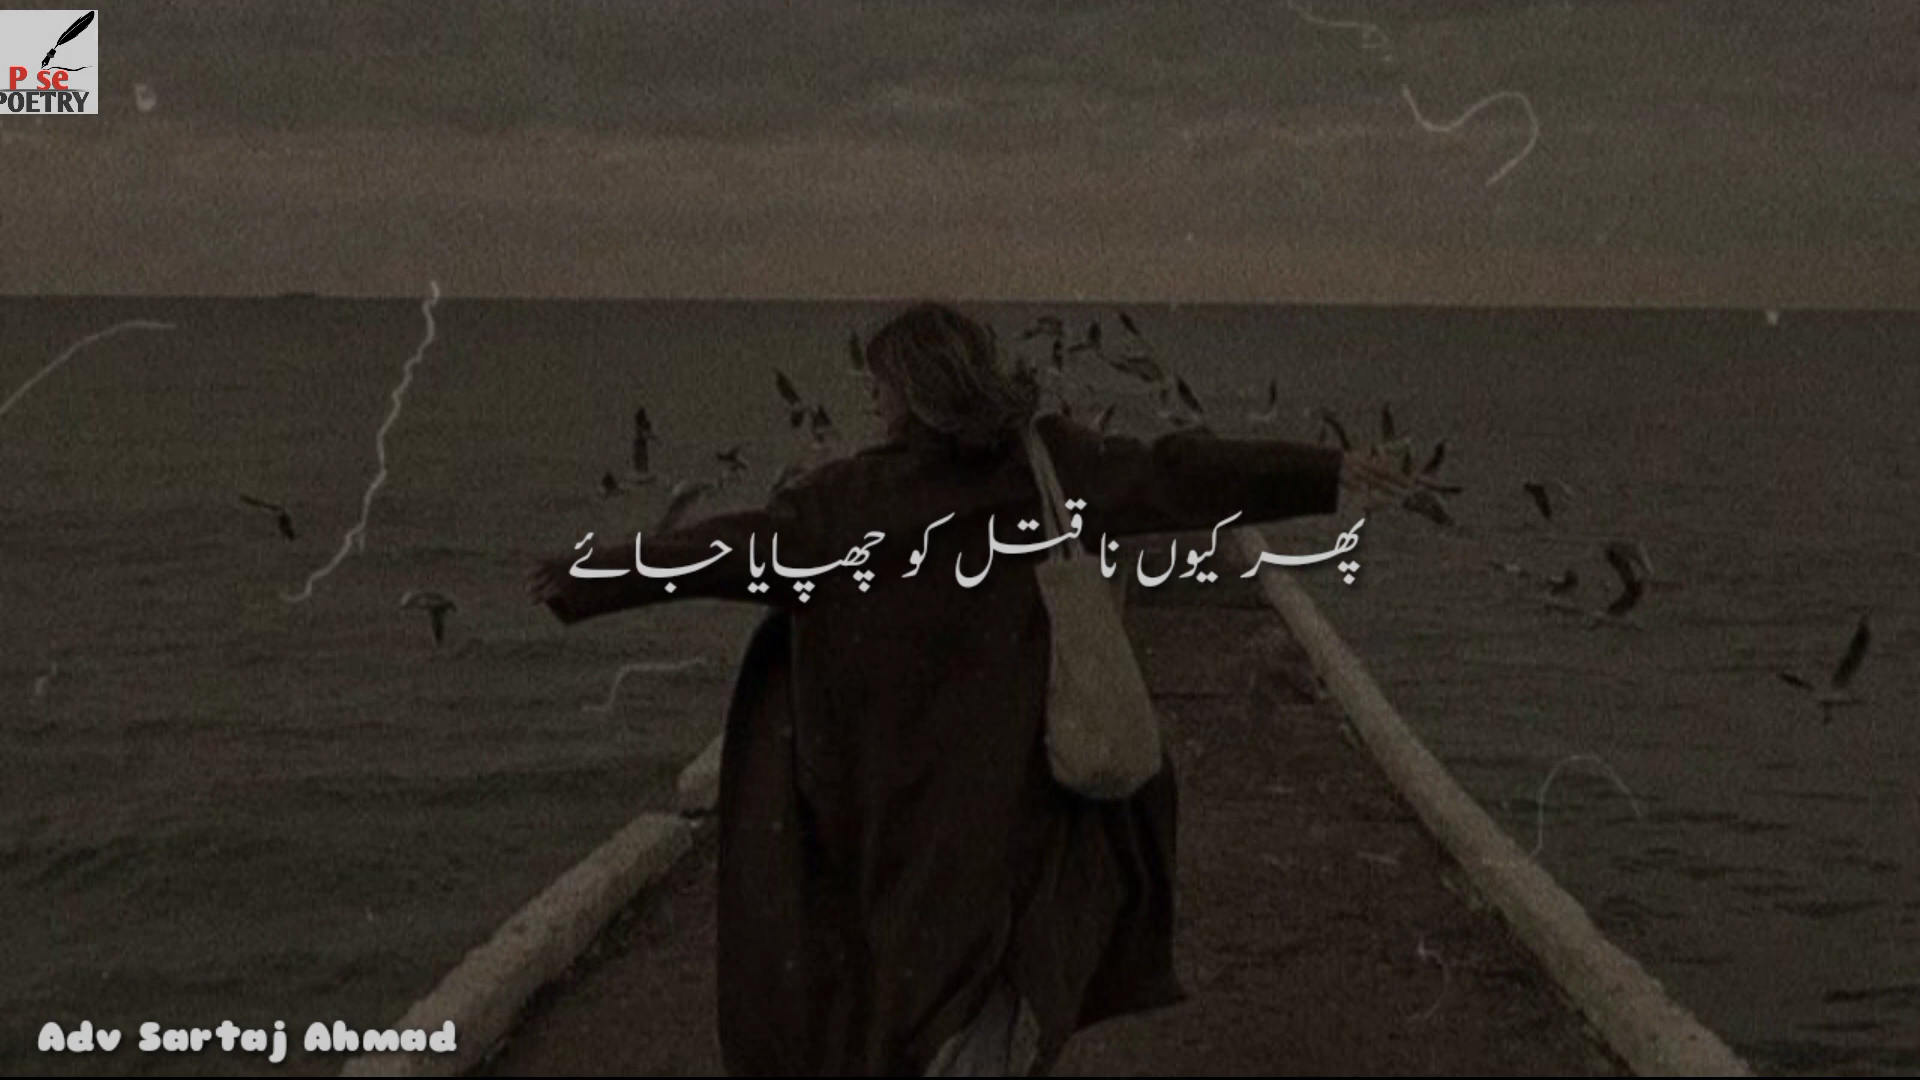 P se
POETRY
پھر کیوں نا قتل کو چھپایا جائے
Adv Sartaj Ahmad